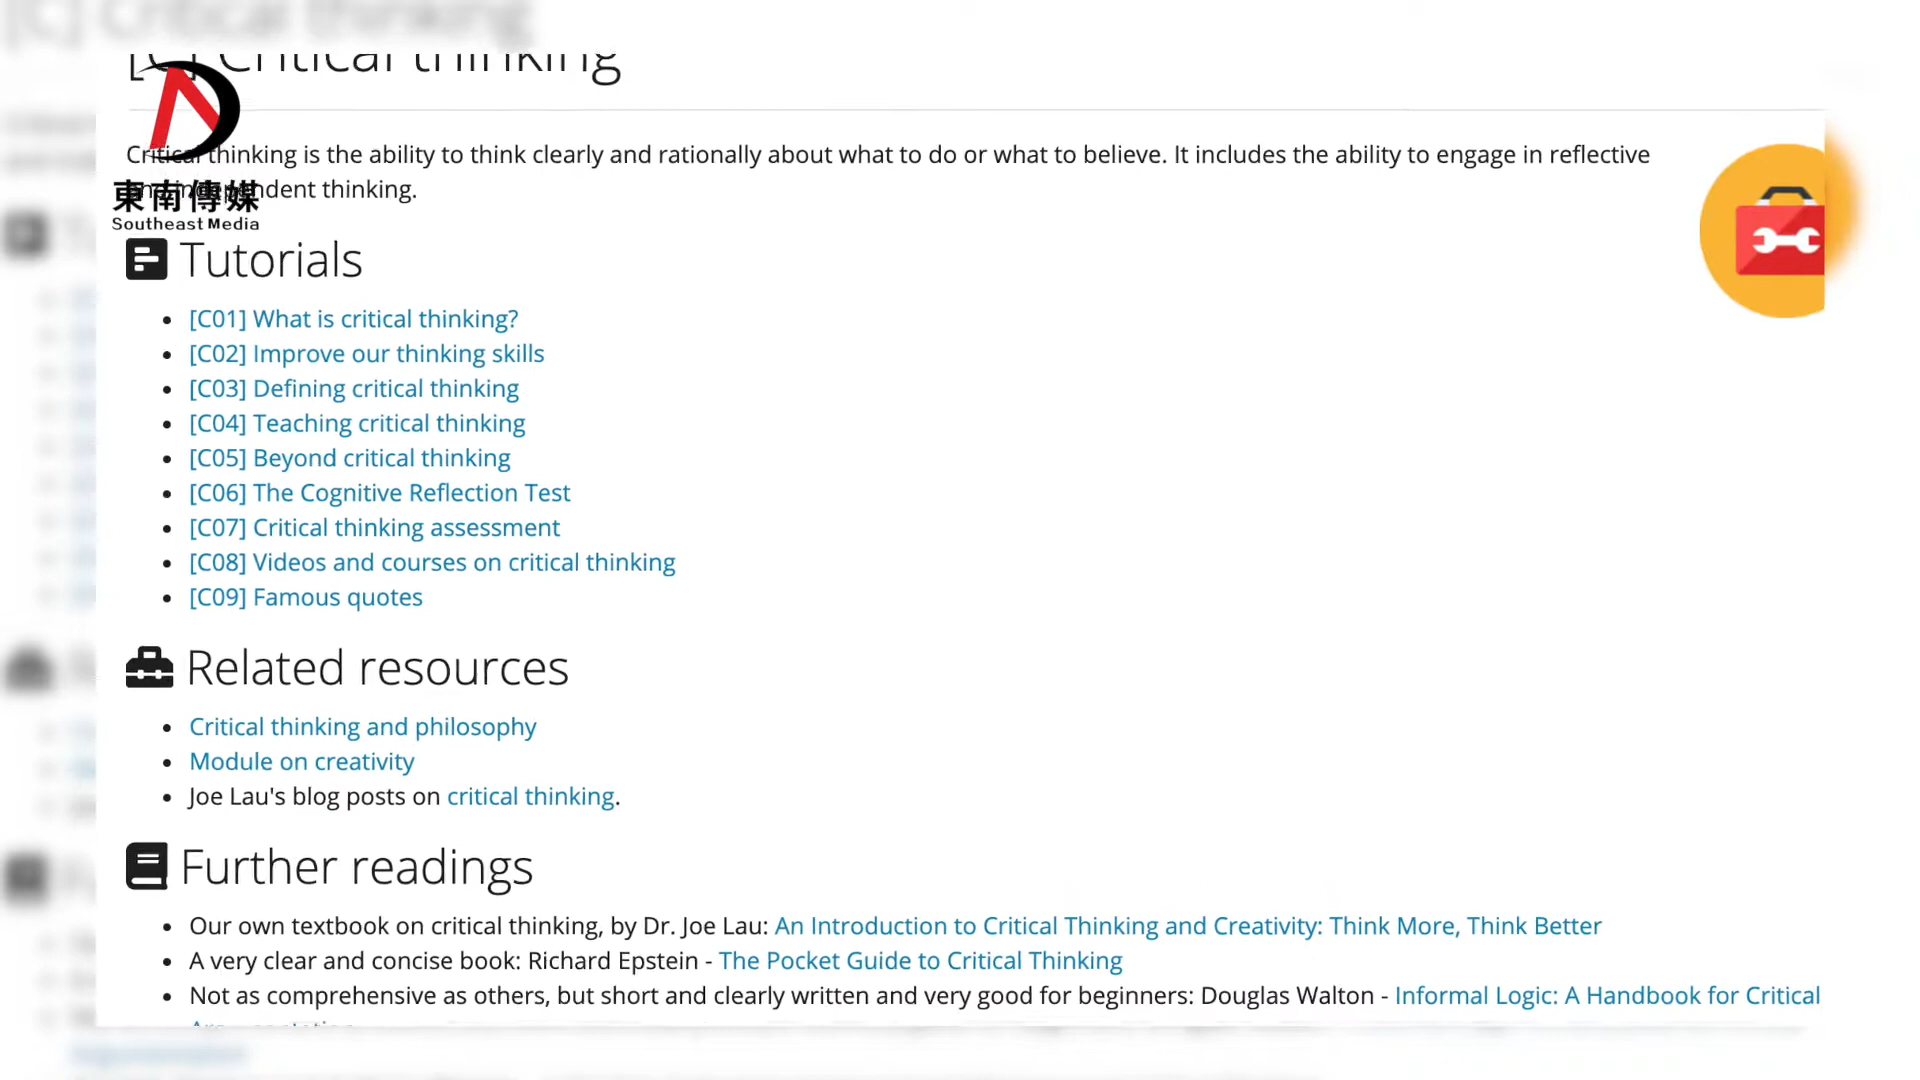 [C] Critical thinking
Critical thinking is the ability to think clearly and rationally about what to do or what to believe. It includes the ability to engage in reflective
and independent thinking.
東南傳媒
Southeast Media
Tutorials
[C01] What is critical thinking?
[C02] Improve our thinking skills
[C03] Defining critical thinking
[C04] Teaching critical thinking
[C05] Beyond critical thinking
[C06] The Cognitive Reflection Test
[C07] Critical thinking assessment
[C08] Videos and courses on critical thinking
[C09] Famous quotes
Related resources
Critical thinking and philosophy
Module on creativity
Joe Lau's blog posts on critical thinking.
Further readings
Our own textbook on critical thinking, by Dr. Joe Lau: An Introduction to Critical Thinking and Creativity: Think More, Think Better
A very clear and concise book: Richard Epstein - The Pocket Guide to Critical Thinking
Not as comprehensive as others, but short and clearly written and very good for beginners: Douglas Walton - Informal Logic: A Handbook for Critical